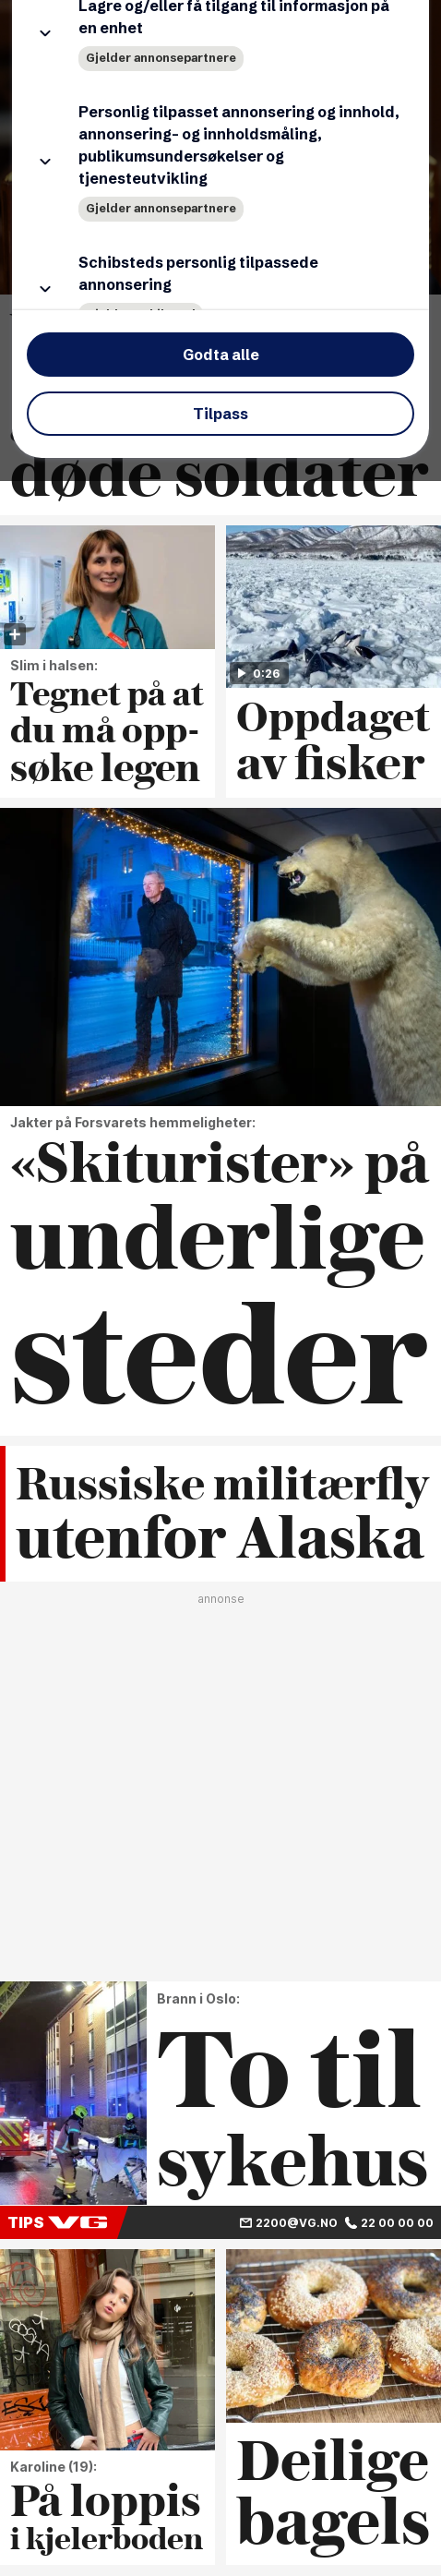 Lagre og/eller få tilgang til informasjon på
en enhet
Gjelder annonsepartnere
Personlig tilpasset annonsering og innhold,
annonsering- og innholdsmåling,
publikumsundersøkelser og
tjenesteutvikling
Gjelder annonsepartnere
Schibsteds personlig tilpassede
annonsering
Godta alle
Tilpass
døde soldater
Slim i halsen:
Tegnet på at
du må opp-
søke legen
0:26
Oppdaget
av fisker
Jakter på Forsvarets hemmeligheter:
«Skiturister» på
underlige
steder
Russiske militærfly
utenfor Alaska
annonse
Brann i Oslo:
To til
sykehus
TIPS VG
2200@VG.NO 22 00 00 00
Karoline (19):
På loppis
i kjelerboden
Deilige
bagels